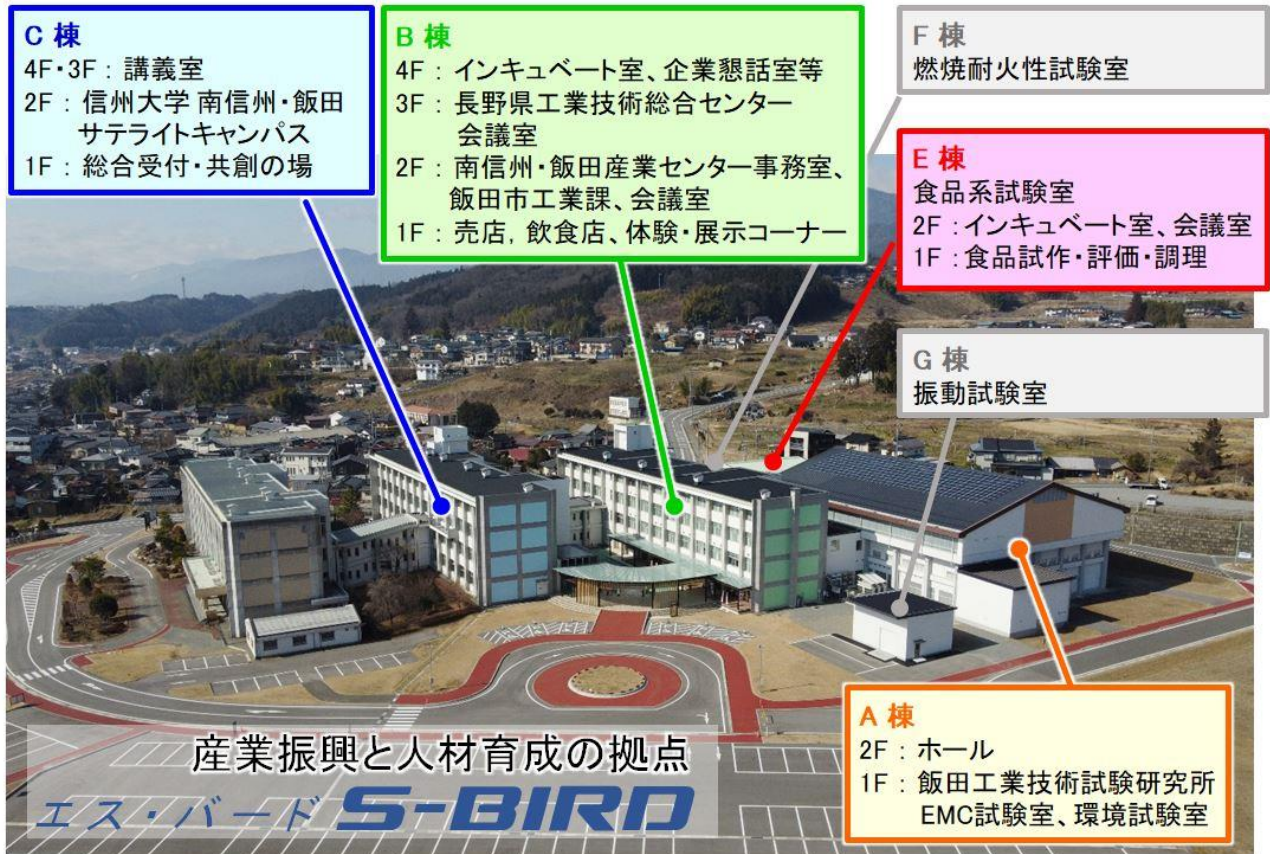 C 棟
4F・3F : 講義室
2F : 信州大学 南信州・飯田
サテライトキャンパス
1F : 総合受付・共創の場
B 棟
4F : インキュベート室、企業懇話室等
3F : 長野県工業技術総合センター
会議室
2F : 南信州・飯田産業センター事務室、
飯田市工業課、会議室
1F : 売店, 飲食店、体験・展示コーナー
F 棟
燃焼耐火性試験室
E 棟
食品系試験室
2F : インキュベート室、会議室
1F : 食品試作・評価・調理
G 棟
振動試験室
A 棟
2F : ホール
1F : 飯田工業技術試験研究所
EMC試験室、環境試験室
産業振興と人材育成の拠点
エス・バード S-BIRD